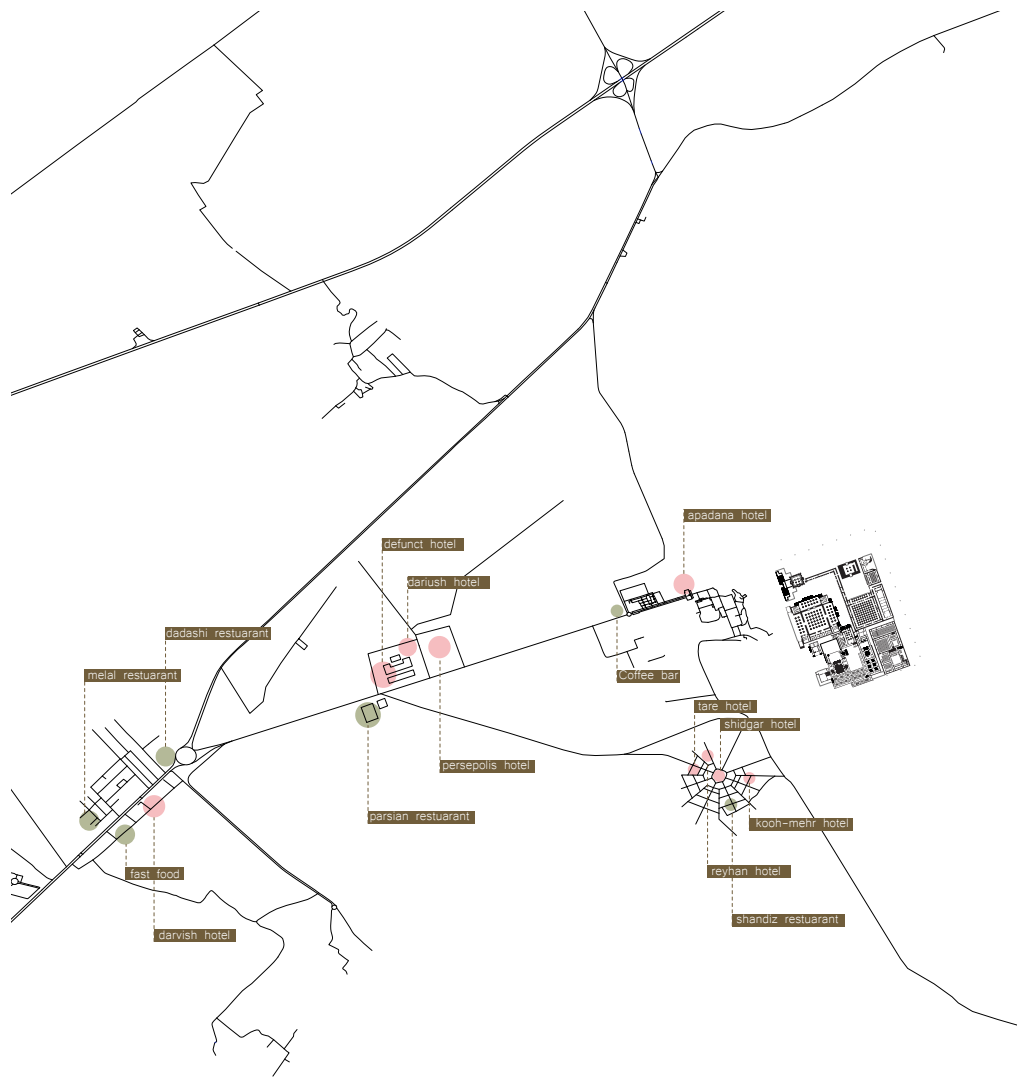 apadana hotel
defunct hotel
dariush hotel
dadashi restuarant
melal restuarant
Coffee bar
tare hotel
shidgar hotel
persepolis hotel
parsian restuarant
kooh-mehr hotel
fast food
reyhan hotel
shandiz restuarant
darvish hotel